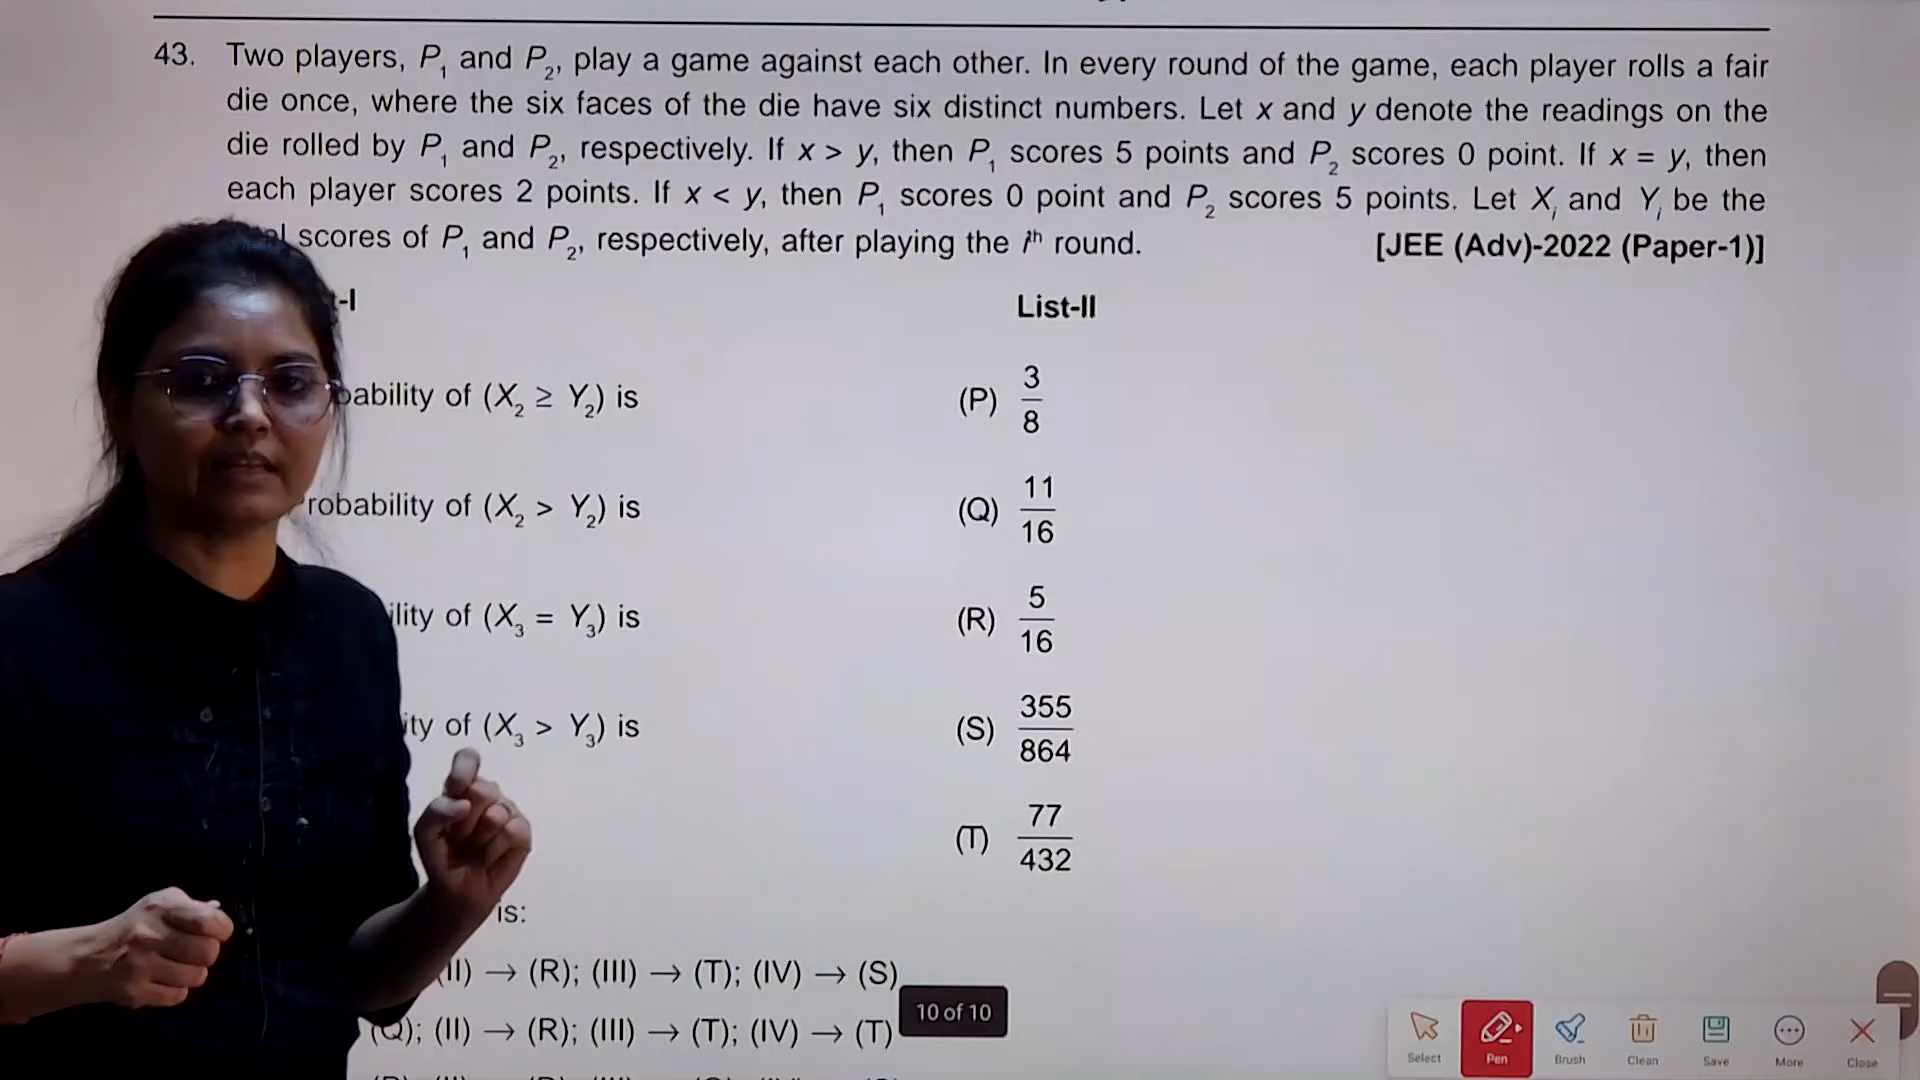 43. Two players, P₁ and P₂, play a game against each other. In every round of the game, each player rolls a fair
die once, where the six faces of the die have six distinct numbers. Let x and y denote the readings on the
die rolled by P₁ and P₂, respectively. If x > y, then P₁ scores 5 points and P₂ scores 0 point. If x = y, then
each player scores 2 points. If x < y, then P₁ scores 0 point and P₂ scores 5 points. Let Xᵢ and Yᵢ be the
scores of P₁ and P₂, respectively, after playing the iᵗʰ round. [JEE (Adv)-2022 (Paper-1)]
-I List-II
of (X₂ ≥ Y₂) is (P) 3/8
robability of (X₂ > Y₂) is (Q) 11/16
of (X₃ = Y₃) is (R) 5/16
of (X₃ > Y₃) is (S) 355/864
(T) 77/432
is:
(II) → (R); (III) → (T); (IV) → (S)
(Q); (II) → (R); (III) → (T); (IV) → (T)
10 of 10
Select Pen Brush Clean Save More Close